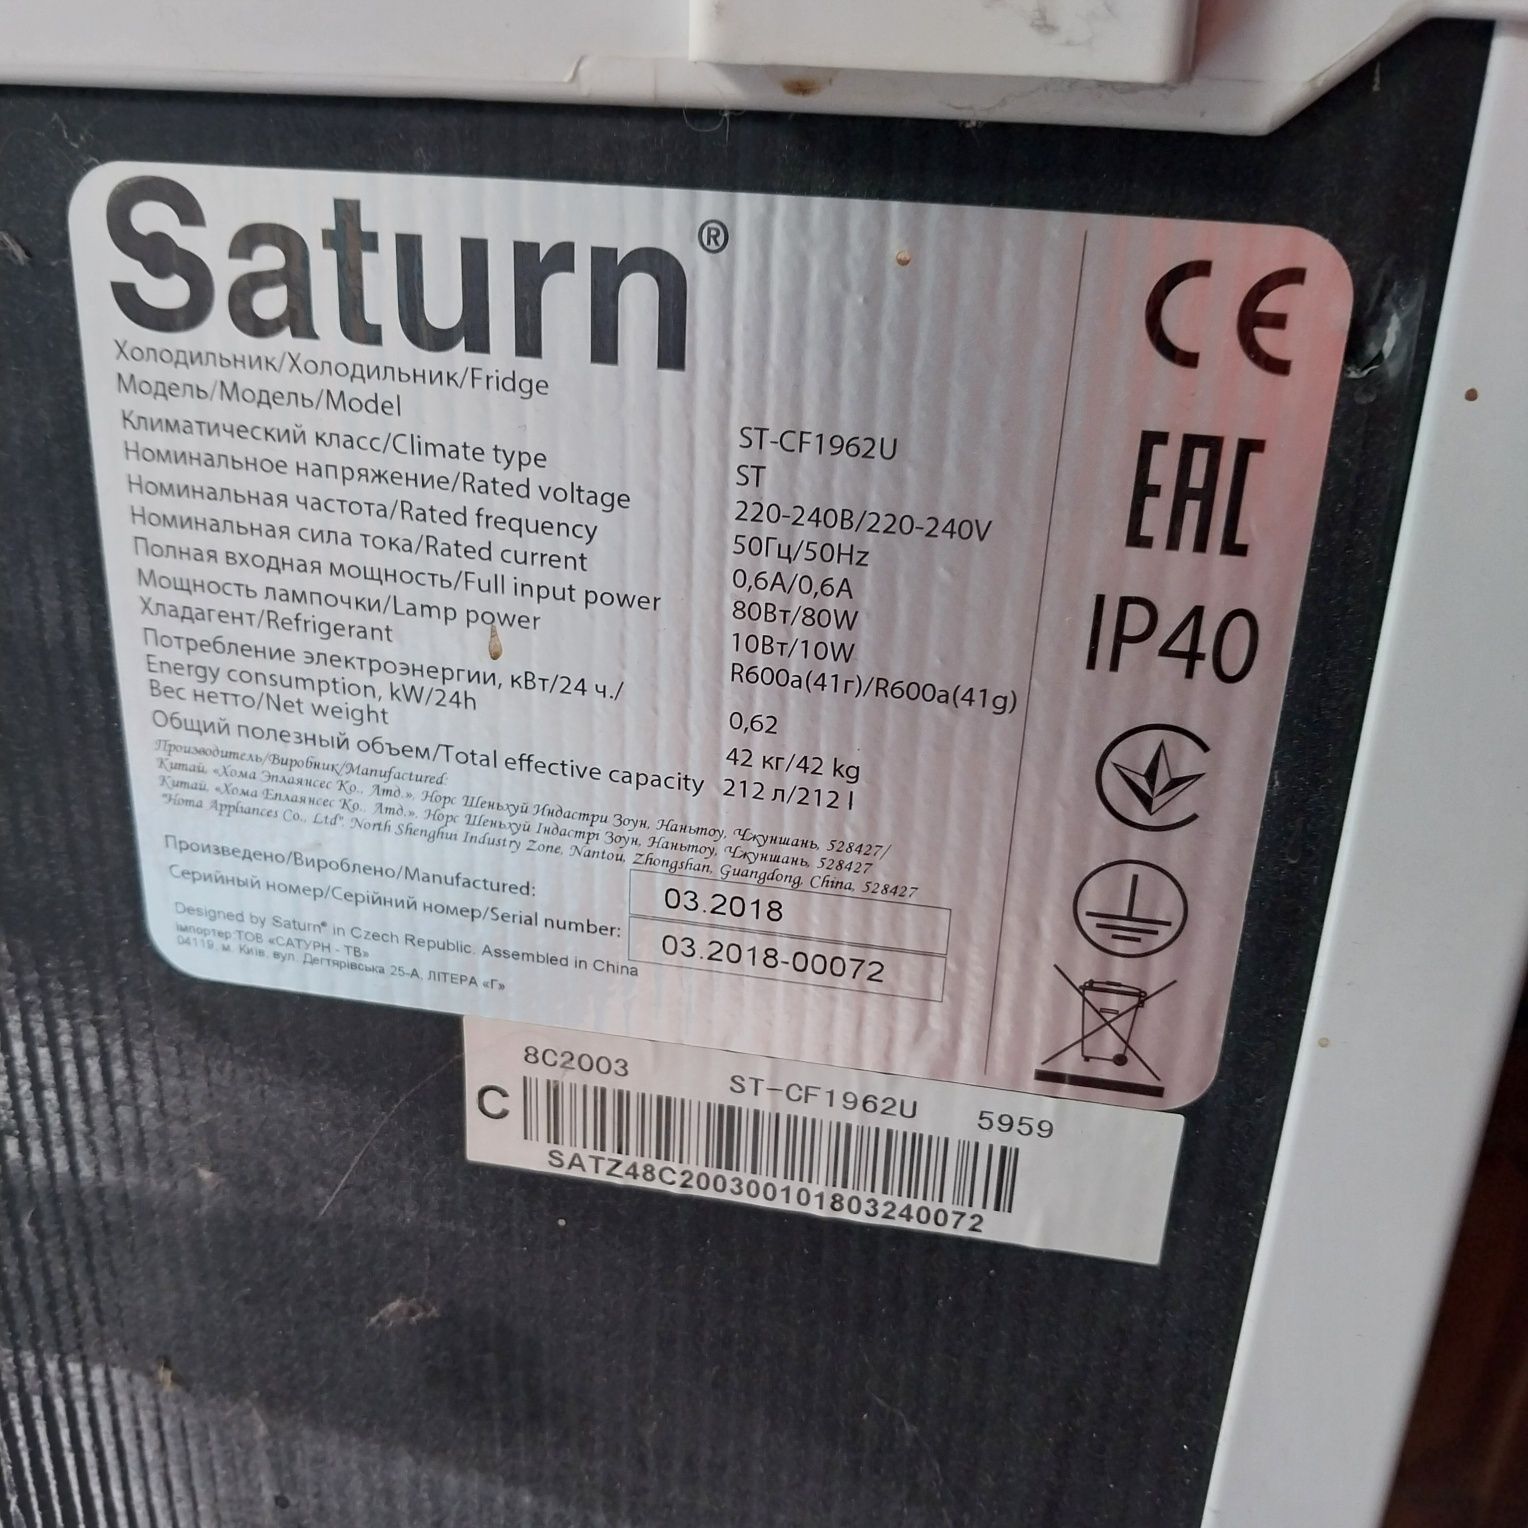 Saturn®
Холодильник/Холодильник/Fridge
Модель/Модель/Model ST-CF1962U
Климатический класс/Climate type ST
Номинальное напряжение/Rated voltage 220-240В/220-240V
Номинальная частота/Rated frequency 50Гц/50Hz
Номинальная сила тока/Rated current 0,6А/0,6A
Полная входная мощность/Full input power 80Вт/80W
Мощность лампочки/Lamp power 10Вт/10W
Хладагент/Refrigerant R600a(41г)/R600a(41g)
Потребление электроэнергии, кВт/24 ч./
Energy consumption, kW/24h 0,62
Вес нетто/Net weight 42 кг/42 kg
Общий полезный объем/Total effective capacity 212 л/212 l
Производитель/Виробник/Manufactured:
Китай, «Хома Эплаянсес Ко., Лтд.», Норс Шеньхуй Индастри Зоун, Наньтоу, Чжуншань, 528427/
Китай, «Хома Еплаянсес Ко., Лтд.», Норс Шеньхуй Індастрі Зоун, Наньтоу, Чжуншань, 528427
"Homa Appliances Co., Ltd", North Shenghui Industry Zone, Nantou, Zhongshan, Guangdong, China, 528427
Произведено/Вироблено/Manufactured: 03.2018
Серийный номер/Серійний номер/Serial number: 03.2018-00072
Designed by Saturn® in Czech Republic. Assembled in China
Імпортер ТОВ «САТУРН - ТВ»
04119, м. Київ, вул. Дегтярівська 25-А, ЛІТЕРА «Г»
CE
EAC
IP40
8C2003 ST-CF1962U 5959
C
SATZ48C200300101803240072